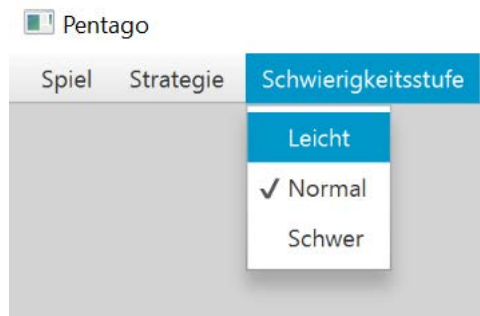 Pentago
Spiel Strategie Schwierigkeitsstufe
Leicht
✓ Normal
Schwer